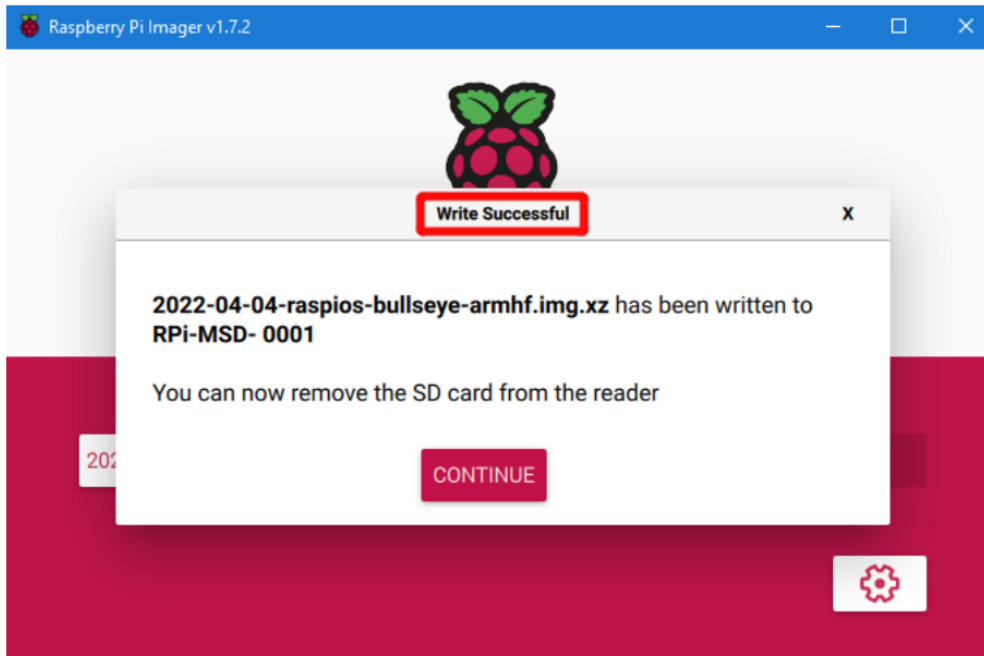 Raspberry Pi Imager v1.7.2
Write Successful
X
2022-04-04-raspios-bullseye-armhf.img.xz has been written to
RPi-MSD- 0001
You can now remove the SD card from the reader
202
CONTINUE